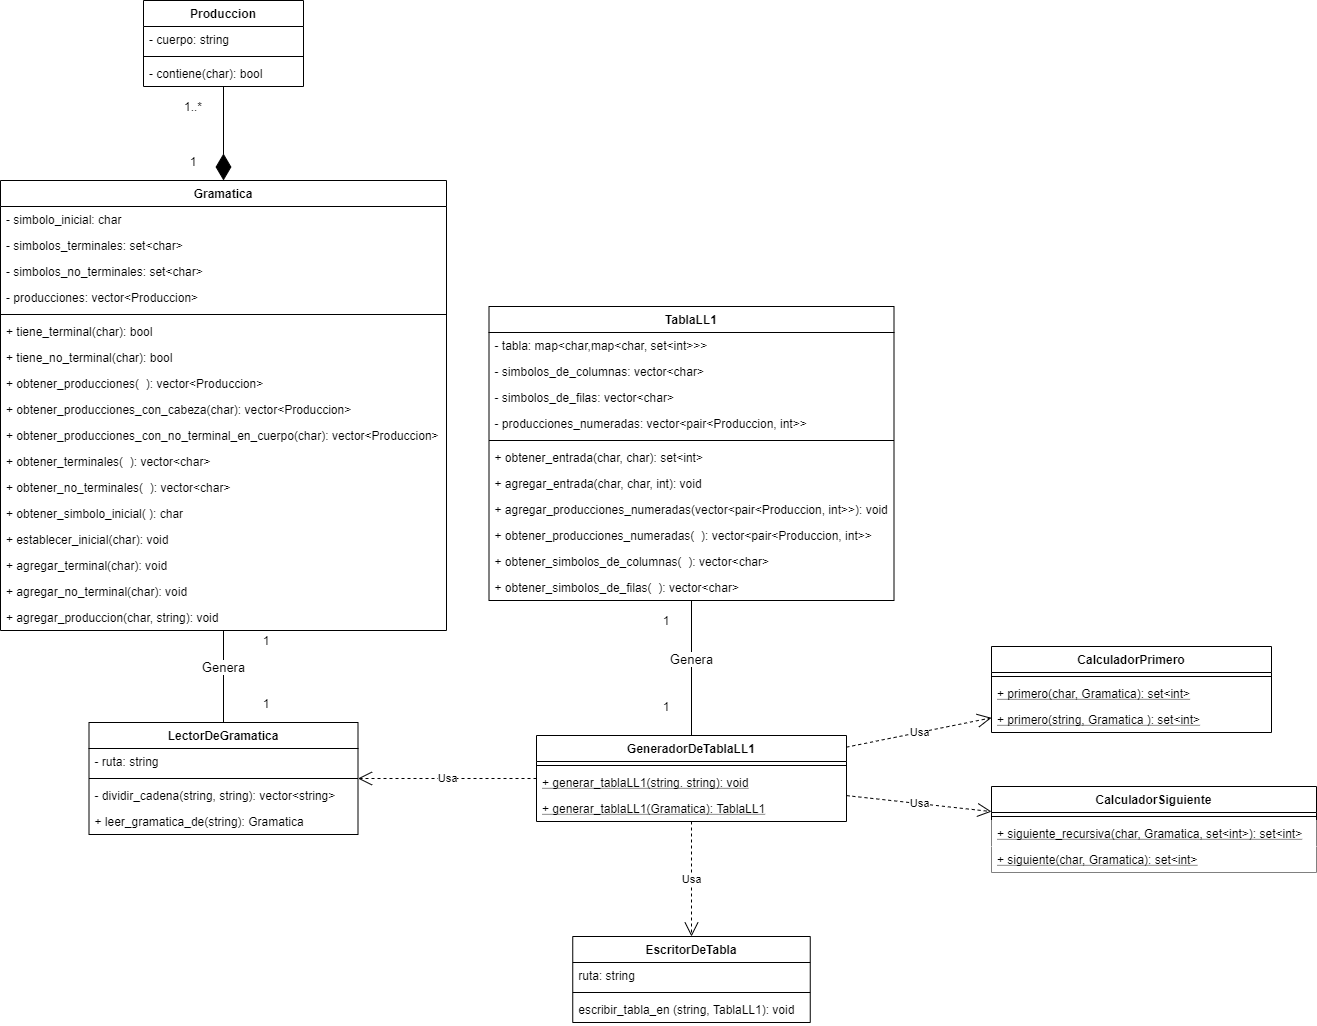 Produccion
- cuerpo: string
- contiene(char): bool
1..*
1
Gramatica
- simbolo_inicial: char
- simbolos_terminales: set<char>
- simbolos_no_terminales: set<char>
- producciones: vector<Produccion>
+ tiene_terminal(char): bool
+ tiene_no_terminal(char): bool
+ obtener_producciones(  ): vector<Produccion>
+ obtener_producciones_con_cabeza(char): vector<Produccion>
+ obtener_producciones_con_no_terminal_en_cuerpo(char): vector<Produccion>
+ obtener_terminales(  ): vector<char>
+ obtener_no_terminales(  ): vector<char>
+ obtener_simbolo_inicial( ): char
+ establecer_inicial(char): void
+ agregar_terminal(char): void
+ agregar_no_terminal(char): void
+ agregar_produccion(char, string): void
1
Genera
1
LectorDeGramatica
- ruta: string
- dividir_cadena(string, string): vector<string>
+ leer_gramatica_de(string): Gramatica
TablaLL1
- tabla: map<char,map<char, set<int>>>
- simbolos_de_columnas: vector<char>
- simbolos_de_filas: vector<char>
- producciones_numeradas: vector<pair<Produccion, int>>
+ obtener_entrada(char, char): set<int>
+ agregar_entrada(char, char, int): void
+ agregar_producciones_numeradas(vector<pair<Produccion, int>>): void
+ obtener_producciones_numeradas(  ): vector<pair<Produccion, int>>
+ obtener_simbolos_de_columnas(  ): vector<char>
+ obtener_simbolos_de_filas(  ): vector<char>
1
Genera
1
Usa
GeneradorDeTablaLL1
+ generar_tablaLL1(string. string): void
+ generar_tablaLL1(Gramatica): TablaLL1
Usa
CalculadorPrimero
+ primero(char, Gramatica): set<int>
+ primero(string, Gramatica ): set<int>
Usa
CalculadorSiguiente
+ siguiente_recursiva(char, Gramatica, set<int>): set<int>
+ siguiente(char, Gramatica): set<int>
Usa
EscritorDeTabla
ruta: string
escribir_tabla_en (string, TablaLL1): void